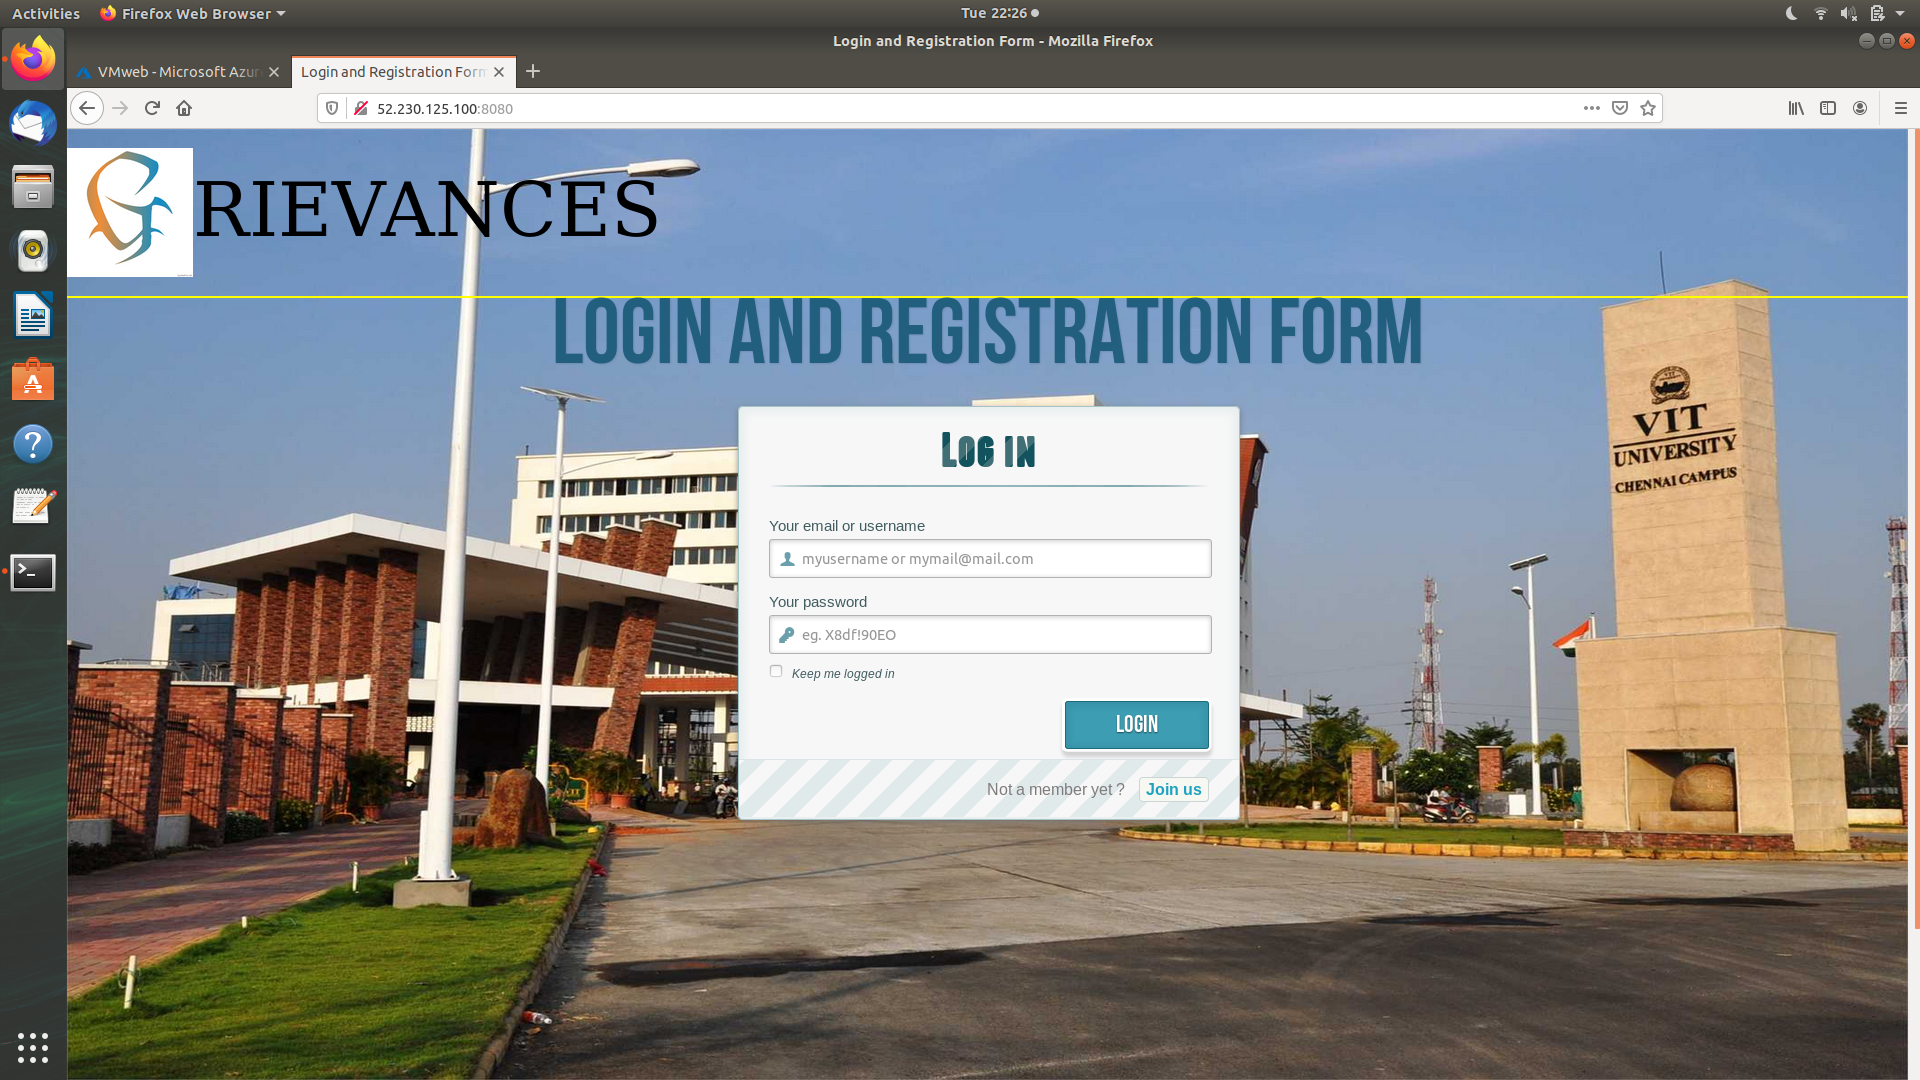 Activities
Firefox Web Browser
Tue 22:26
Login and Registration Form - Mozilla Firefox
VMweb - Microsoft Azur
Login and Registration Form
52.230.125.100:8080
GRIEVANCES
LOGIN AND REGISTRATION FORM
VIT
UNIVERSITY
CHENNAI CAMPUS
Log in
Your email or username
myusername or mymail@mail.com
Your password
eg. X8df!90EO
Keep me logged in
LOGIN
Not a member yet ?
Join us